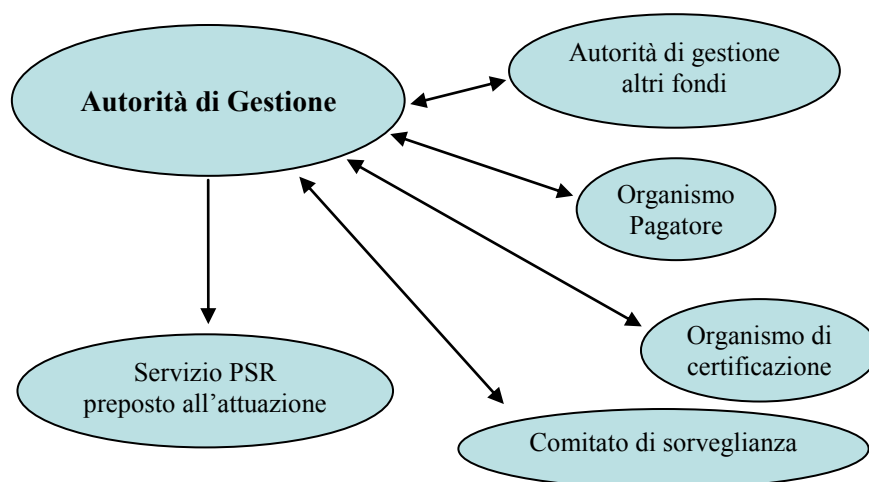 Autorità di Gestione
Autorità di gestione
altri fondi
Organismo
Pagatore
Organismo di
certificazione
Servizio PSR
preposto all’attuazione
Comitato di sorveglianza